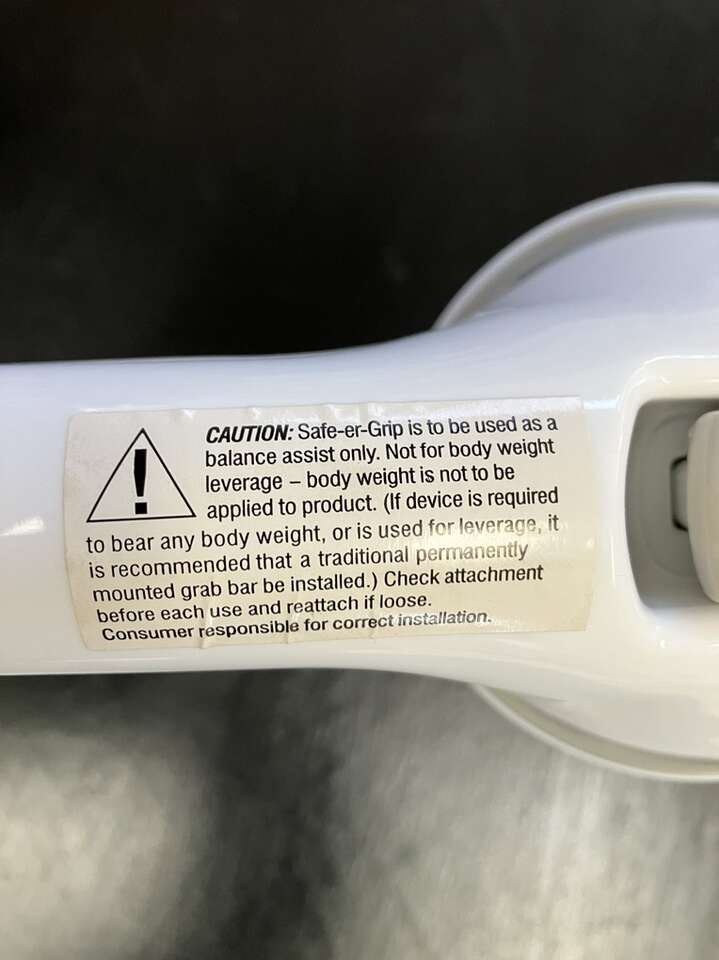 CAUTION: Safe-er-Grip is to be used as a
balance assist only. Not for body weight
leverage – body weight is not to be
applied to product. (If device is required
to bear any body weight, or is used for leverage, it
is recommended that a traditional permanently
mounted grab bar be installed.) Check attachment
before each use and reattach if loose.
Consumer responsible for correct installation.